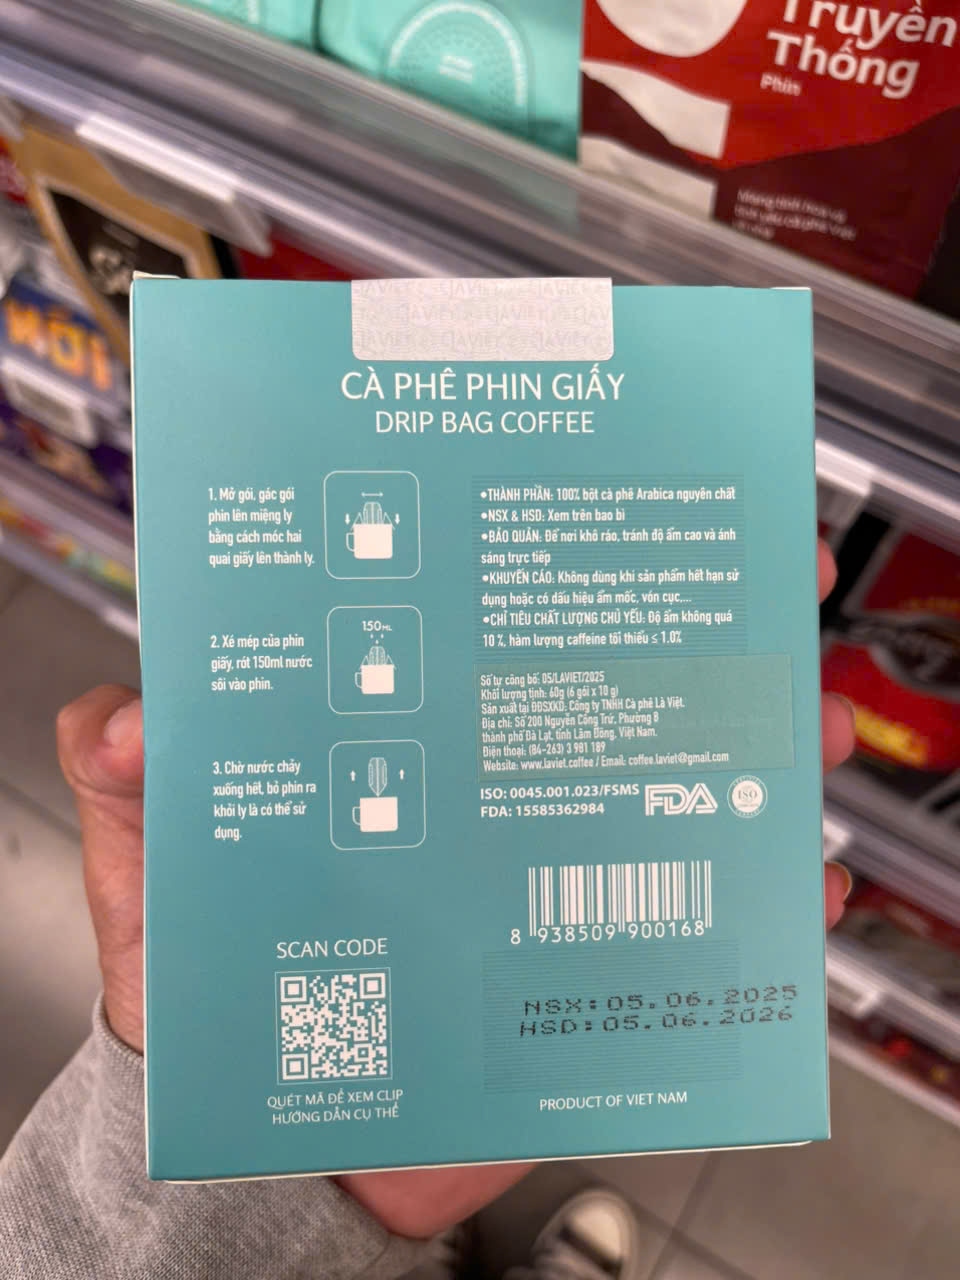 Truyền
Thống
Phin
CÀ PHÊ PHIN GIẤY
DRIP BAG COFFEE
1. Mở gói, gác gói
phin lên miệng ly
bằng cách móc hai
quai giấy lên thành ly.
150ML
2. Xé mép của phin
giấy, rót 150ml nước
sôi vào phin.
3. Chờ nước chảy
xuống hết, bỏ phin ra
khỏi ly là có thể sử
dụng.
•THÀNH PHẦN: 100% bột cà phê Arabica nguyên chất
•NSX & HSD: Xem trên bao bì
•BẢO QUẢN: Để nơi khô ráo, tránh độ ẩm cao và ánh
sáng trực tiếp
•KHUYẾN CÁO: Không dùng khi sản phẩm hết hạn sử
dụng hoặc có dấu hiệu ẩm mốc, vón cục,...
•CHỈ TIÊU CHẤT LƯỢNG CHỦ YẾU: Độ ẩm không quá
10 %, hàm lượng caffeine tối thiểu ≤ 1.0%
Số tự công bố: 05/LAVIET/2025
Khối lượng tịnh: 60g (6 gói x 10 g)
Sản xuất tại ĐĐSXKD: Công ty TNHH Cà phê Là Việt.
Địa chỉ: Số 200 Nguyễn Công Trứ, Phường 8
thành phố Đà Lạt, tỉnh Lâm Đồng, Việt Nam.
Điện thoại: (84-263) 3 981 189
Website: www.laviet.coffee / Email: coffee.laviet@gmail.com
ISO: 0045.001.023/FSMS
FDA: 15585362984
FDA
ISO
8 938509 900168
NSX:05.06.2025
HSD:05.06.2026
SCAN CODE
QUÉT MÃ ĐỂ XEM CLIP
HƯỚNG DẪN CỤ THỂ
PRODUCT OF VIET NAM